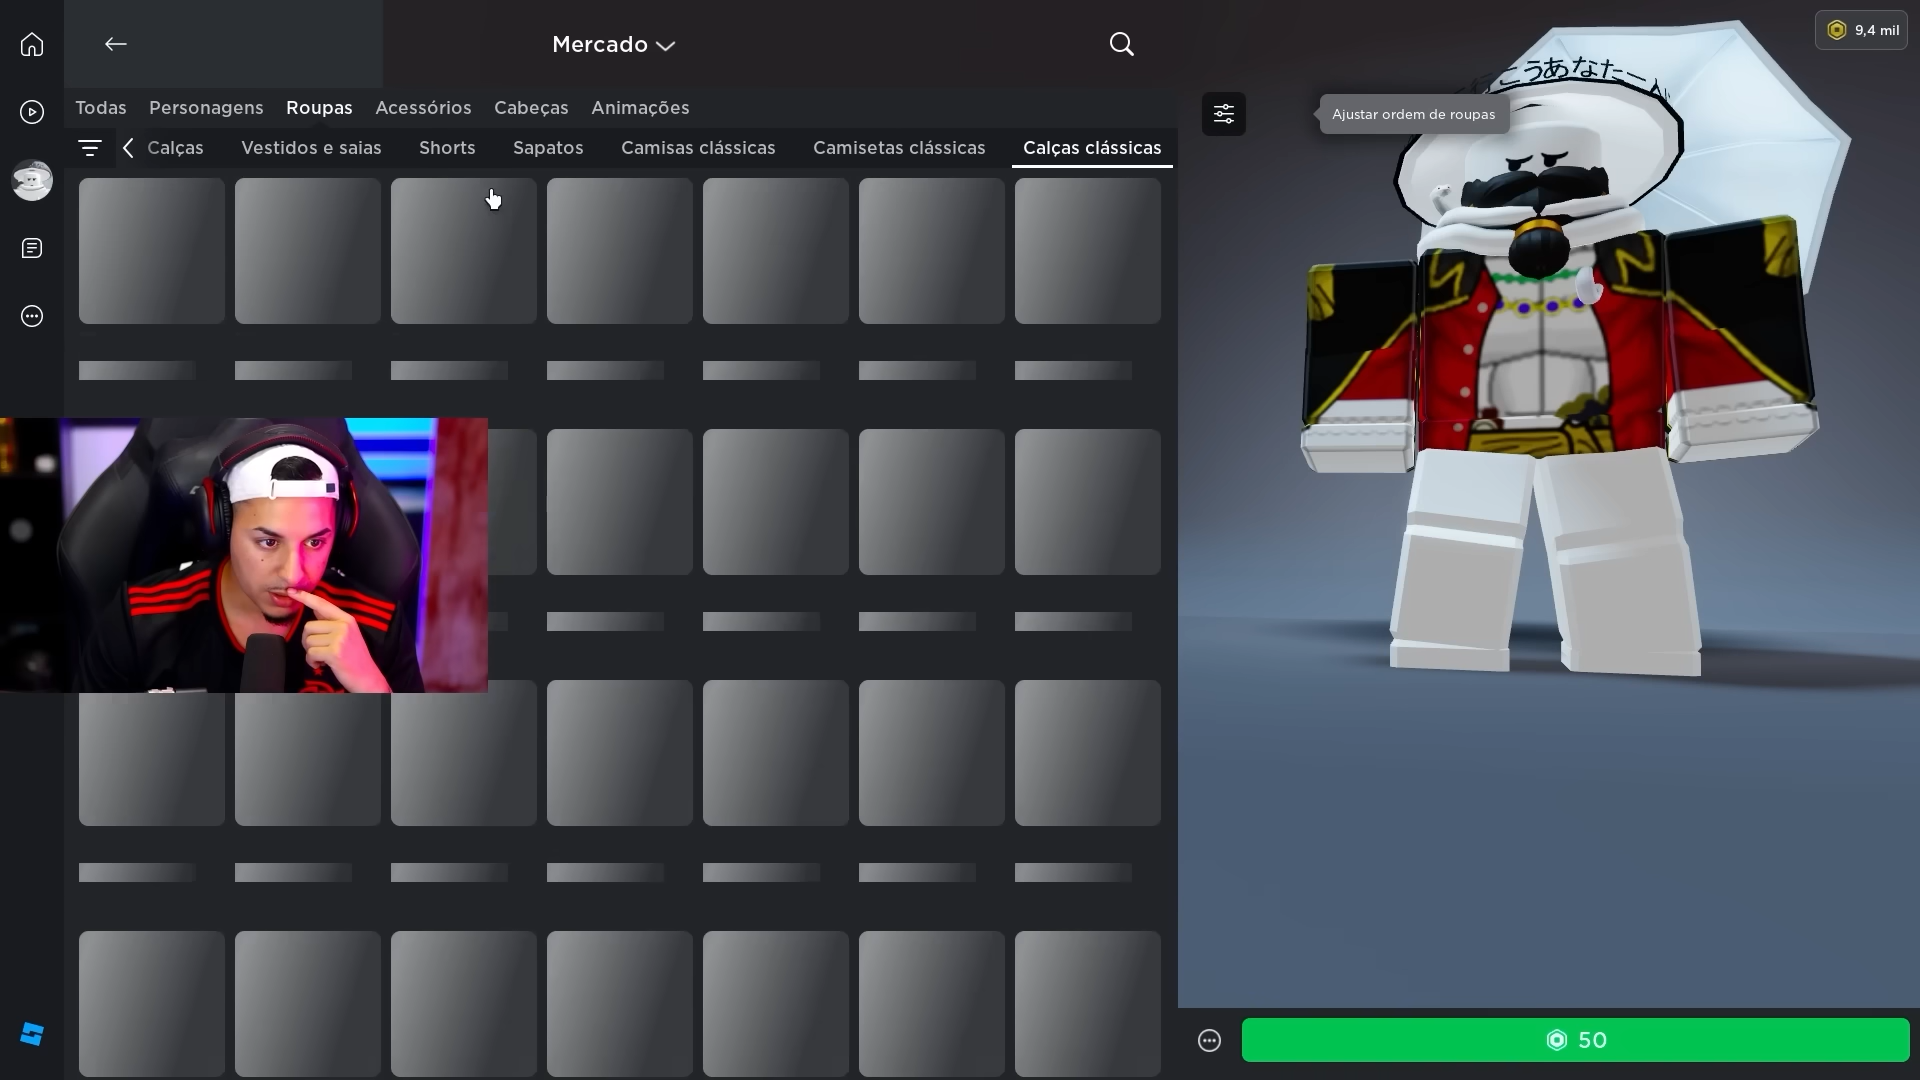 Mercado
9,4 mil
Todas Personagens Roupas Acessórios Cabeças Animações
Ajustar ordem de roupas
Calças Vestidos e saias Shorts Sapatos Camisas clássicas Camisetas clássicas Calças clássicas
50